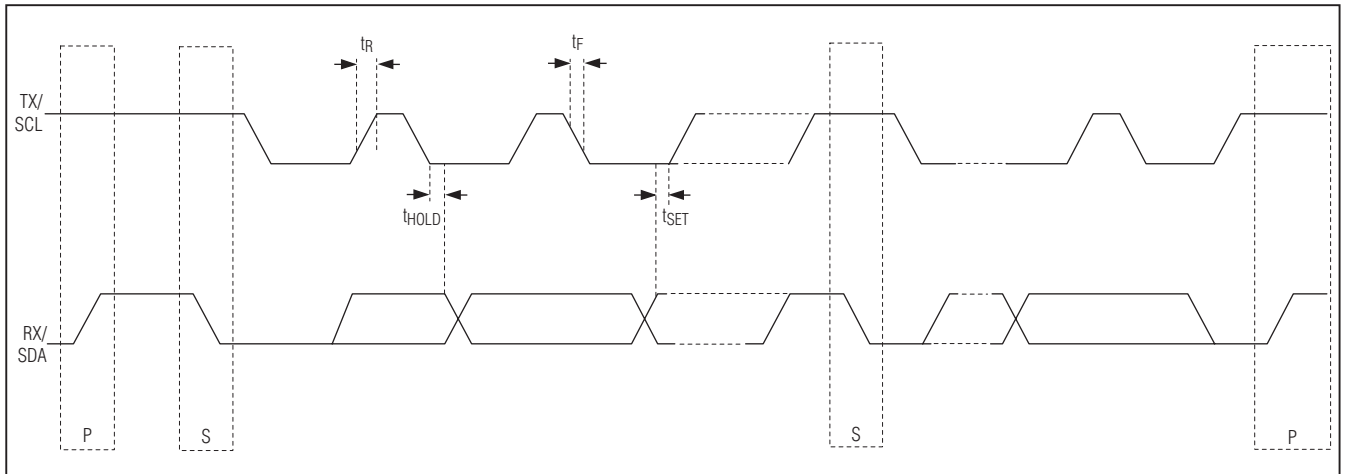 tR
tF
TX/
SCL
tHOLD
tSET
RX/
SDA
P
S
S
P